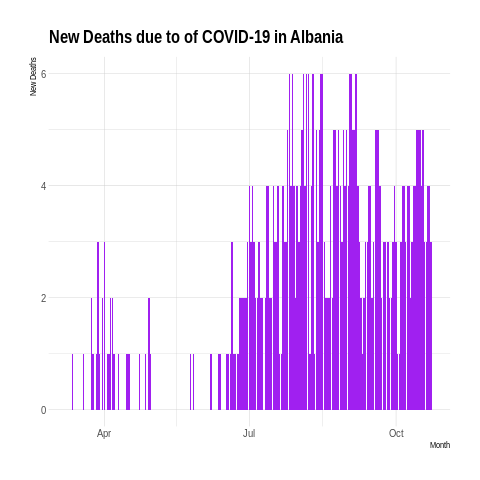 New Deaths due to of COVID-19 in Albania
New Deaths
6
4
2
0
Apr
Jul
Oct
Month